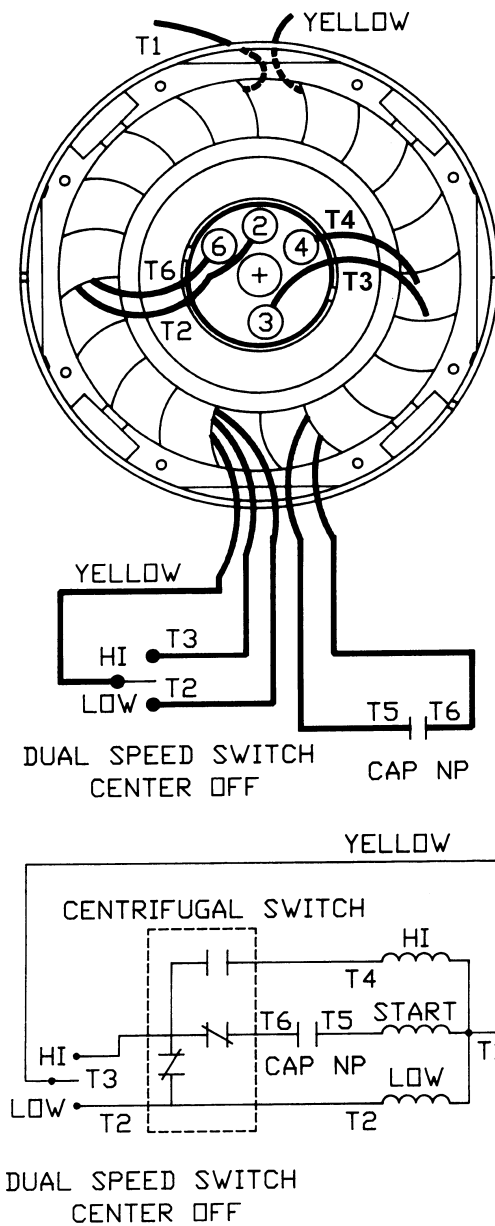 YELLOW
T1
2
6
4
T4
T6
T3
T2
3
YELLOW
T3
HI
T2
LOW
T5 T6
DUAL SPEED SWITCH
CENTER OFF
CAP NP
YELLOW
CENTRIFUGAL SWITCH
HI
T4
T6 T5 START
HI
CAP NP
T3
LOW
LOW
T2
T2
DUAL SPEED SWITCH
CENTER OFF